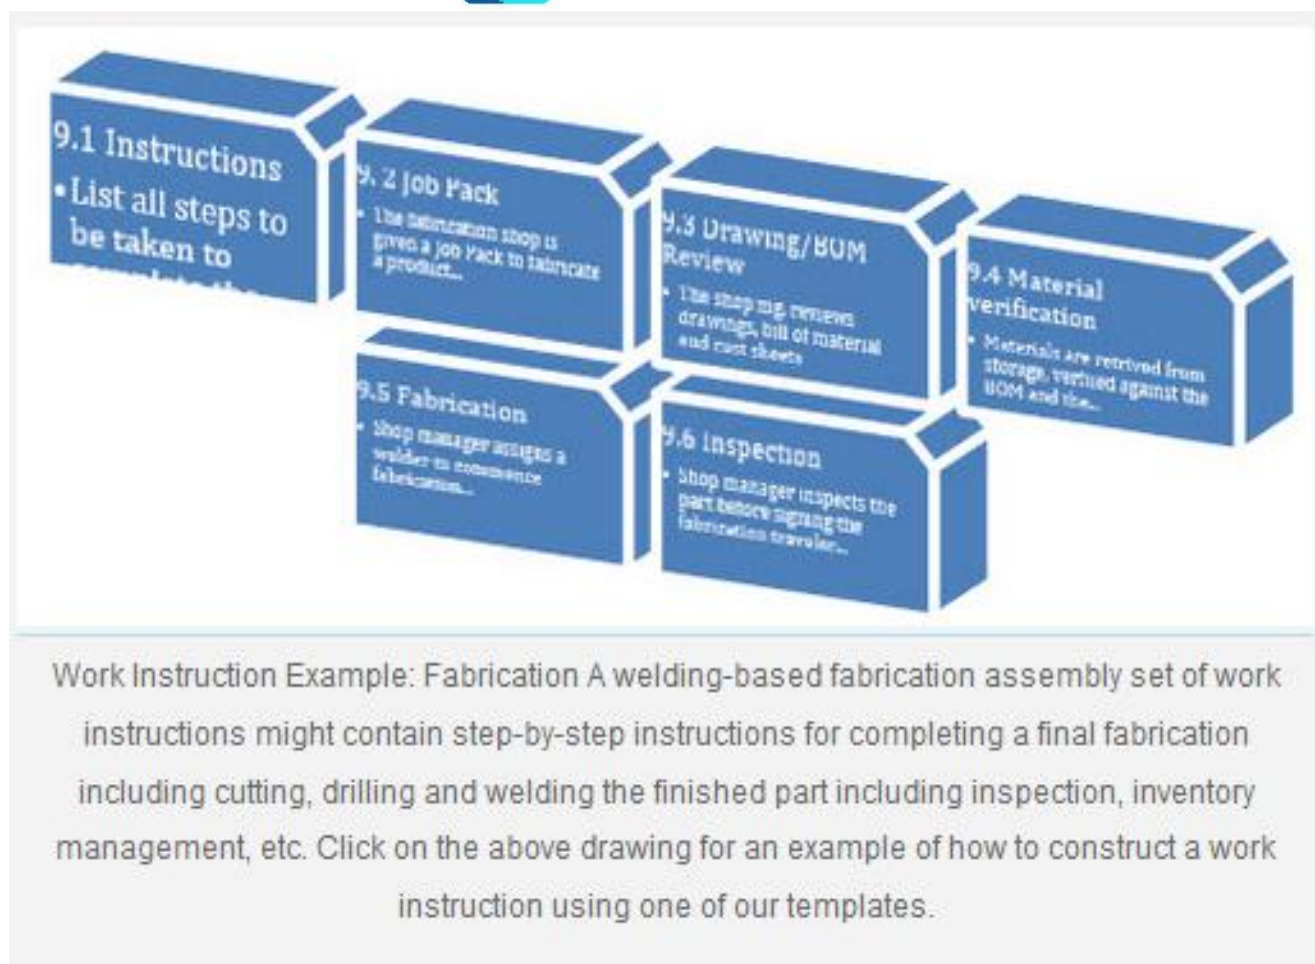 9.1 Instructions
• List all steps to
be taken to
complete the
9. 2 Job Pack
• The fabrication shop is
given a Job Pack to fabricate
a product...
9.3 Drawing/BOM
Review
• The shop mg. reviews
drawings, bill of material
and cust sheets
9.4 Material
verification
• Materials are retrived from
storage, verified against the
BOM and the...
9.5 Fabrication
• Shop manager assigns a
welder to commence
fabrication...
9.6 Inspection
• Shop manager inspects the
part before signing the
fabrication traveler...
Work Instruction Example: Fabrication A welding-based fabrication assembly set of work
instructions might contain step-by-step instructions for completing a final fabrication
including cutting, drilling and welding the finished part including inspection, inventory
management, etc. Click on the above drawing for an example of how to construct a work
instruction using one of our templates.